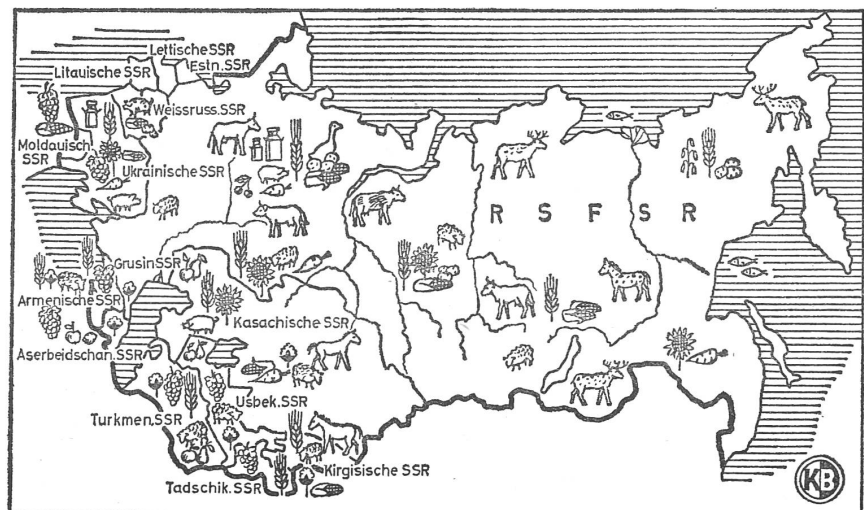 Lettische SSR
Estn. SSR
Litauische SSR
Weissruss. SSR
Moldauisch.
SSR
Ukrainische SSR
R S F S R
Grusin SSR
Armenische SSR
Kasachische SSR
Aserbeidschan. SSR
Usbek. SSR
Turkmen. SSR
Kirgisische SSR
Tadschik. SSR
KB